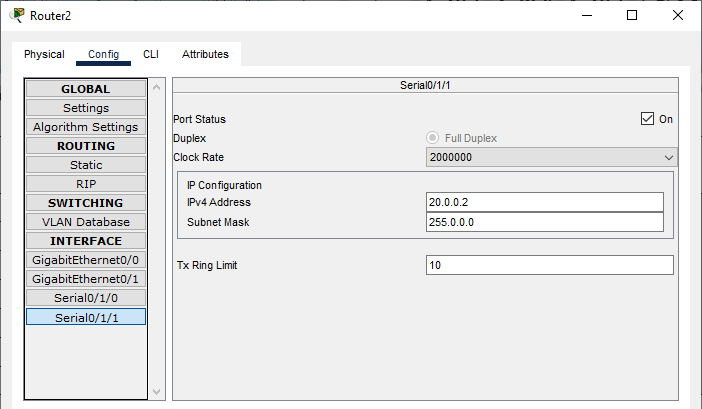 Router2
Physical Config CLI Attributes
GLOBAL
Settings
Algorithm Settings
ROUTING
Static
RIP
SWITCHING
VLAN Database
INTERFACE
GigabitEthernet0/0
GigabitEthernet0/1
Serial0/1/0
Serial0/1/1
Serial0/1/1
Port Status On
Duplex Full Duplex
Clock Rate 2000000
IP Configuration
IPv4 Address 20.0.0.2
Subnet Mask 255.0.0.0
Tx Ring Limit 10